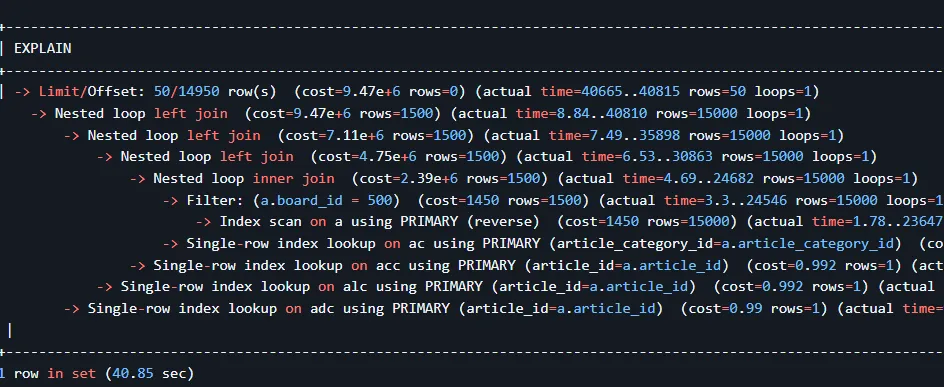 | EXPLAIN
| -> Limit/Offset: 50/14950 row(s)  (cost=9.47e+6 rows=0) (actual time=40665..40815 rows=50 loops=1)
-> Nested loop left join  (cost=9.47e+6 rows=1500) (actual time=8.84..40810 rows=15000 loops=1)
-> Nested loop left join  (cost=7.11e+6 rows=1500) (actual time=7.49..35898 rows=15000 loops=1)
-> Nested loop left join  (cost=4.75e+6 rows=1500) (actual time=6.53..30863 rows=15000 loops=1)
-> Nested loop inner join  (cost=2.39e+6 rows=1500) (actual time=4.69..24682 rows=15000 loops=1)
-> Filter: (a.board_id = 500)  (cost=1450 rows=1500) (actual time=3.3..24546 rows=15000 loops=1
-> Index scan on a using PRIMARY (reverse)  (cost=1450 rows=15000) (actual time=1.78..23647
-> Single-row index lookup on ac using PRIMARY (article_category_id=a.article_category_id)  (co
-> Single-row index lookup on acc using PRIMARY (article_id=a.article_id)  (cost=0.992 rows=1) (act
-> Single-row index lookup on alc using PRIMARY (article_id=a.article_id)  (cost=0.992 rows=1) (actual
-> Single-row index lookup on adc using PRIMARY (article_id=a.article_id)  (cost=0.99 rows=1) (actual time=
|
1 row in set (40.85 sec)